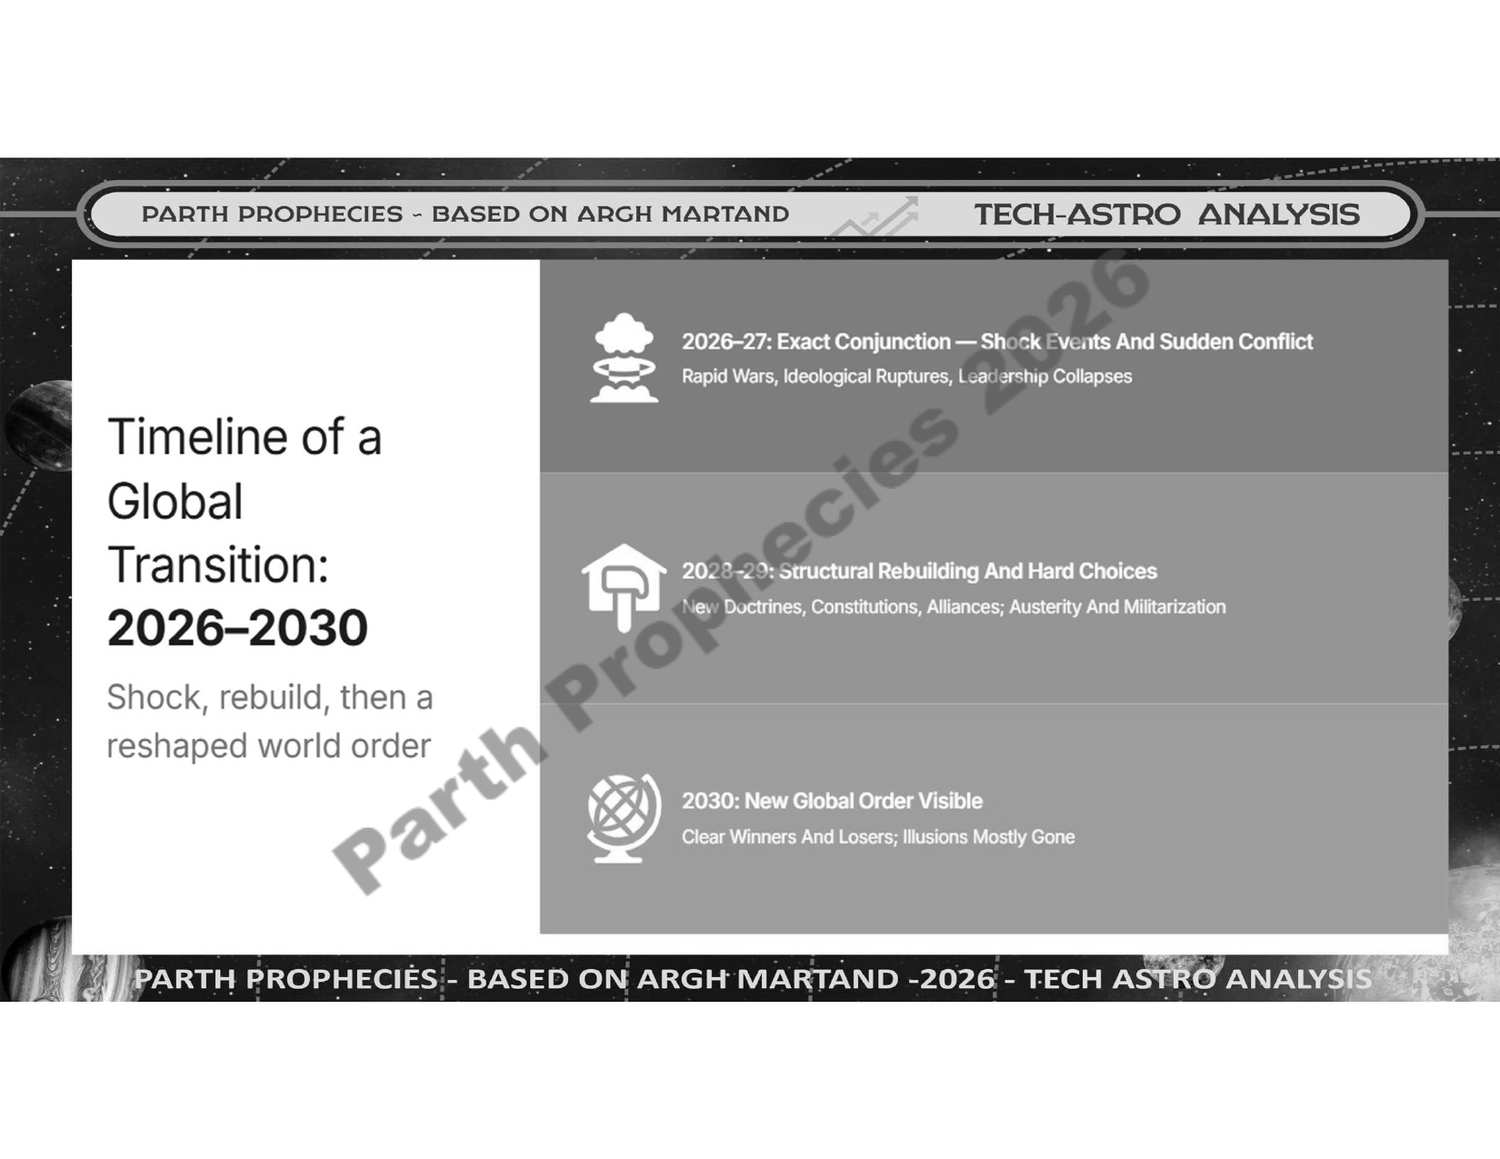 PARTH PROPHECIES ~ BASED ON ARGH MARTAND
TECH-ASTRO ANALYSIS
Timeline of a
Global
Transition:
2026–2030
Shock, rebuild, then a
reshaped world order
2026–27: Exact Conjunction — Shock Events And Sudden Conflict
Rapid Wars, Ideological Ruptures, Leadership Collapses
2028–29: Structural Rebuilding And Hard Choices
New Doctrines, Constitutions, Alliances; Austerity And Militarization
2030: New Global Order Visible
Clear Winners And Losers; Illusions Mostly Gone
Parth Prophecies 2026
PARTH PROPHECIES - BASED ON ARGH MARTAND -2026 - TECH ASTRO ANALYSIS